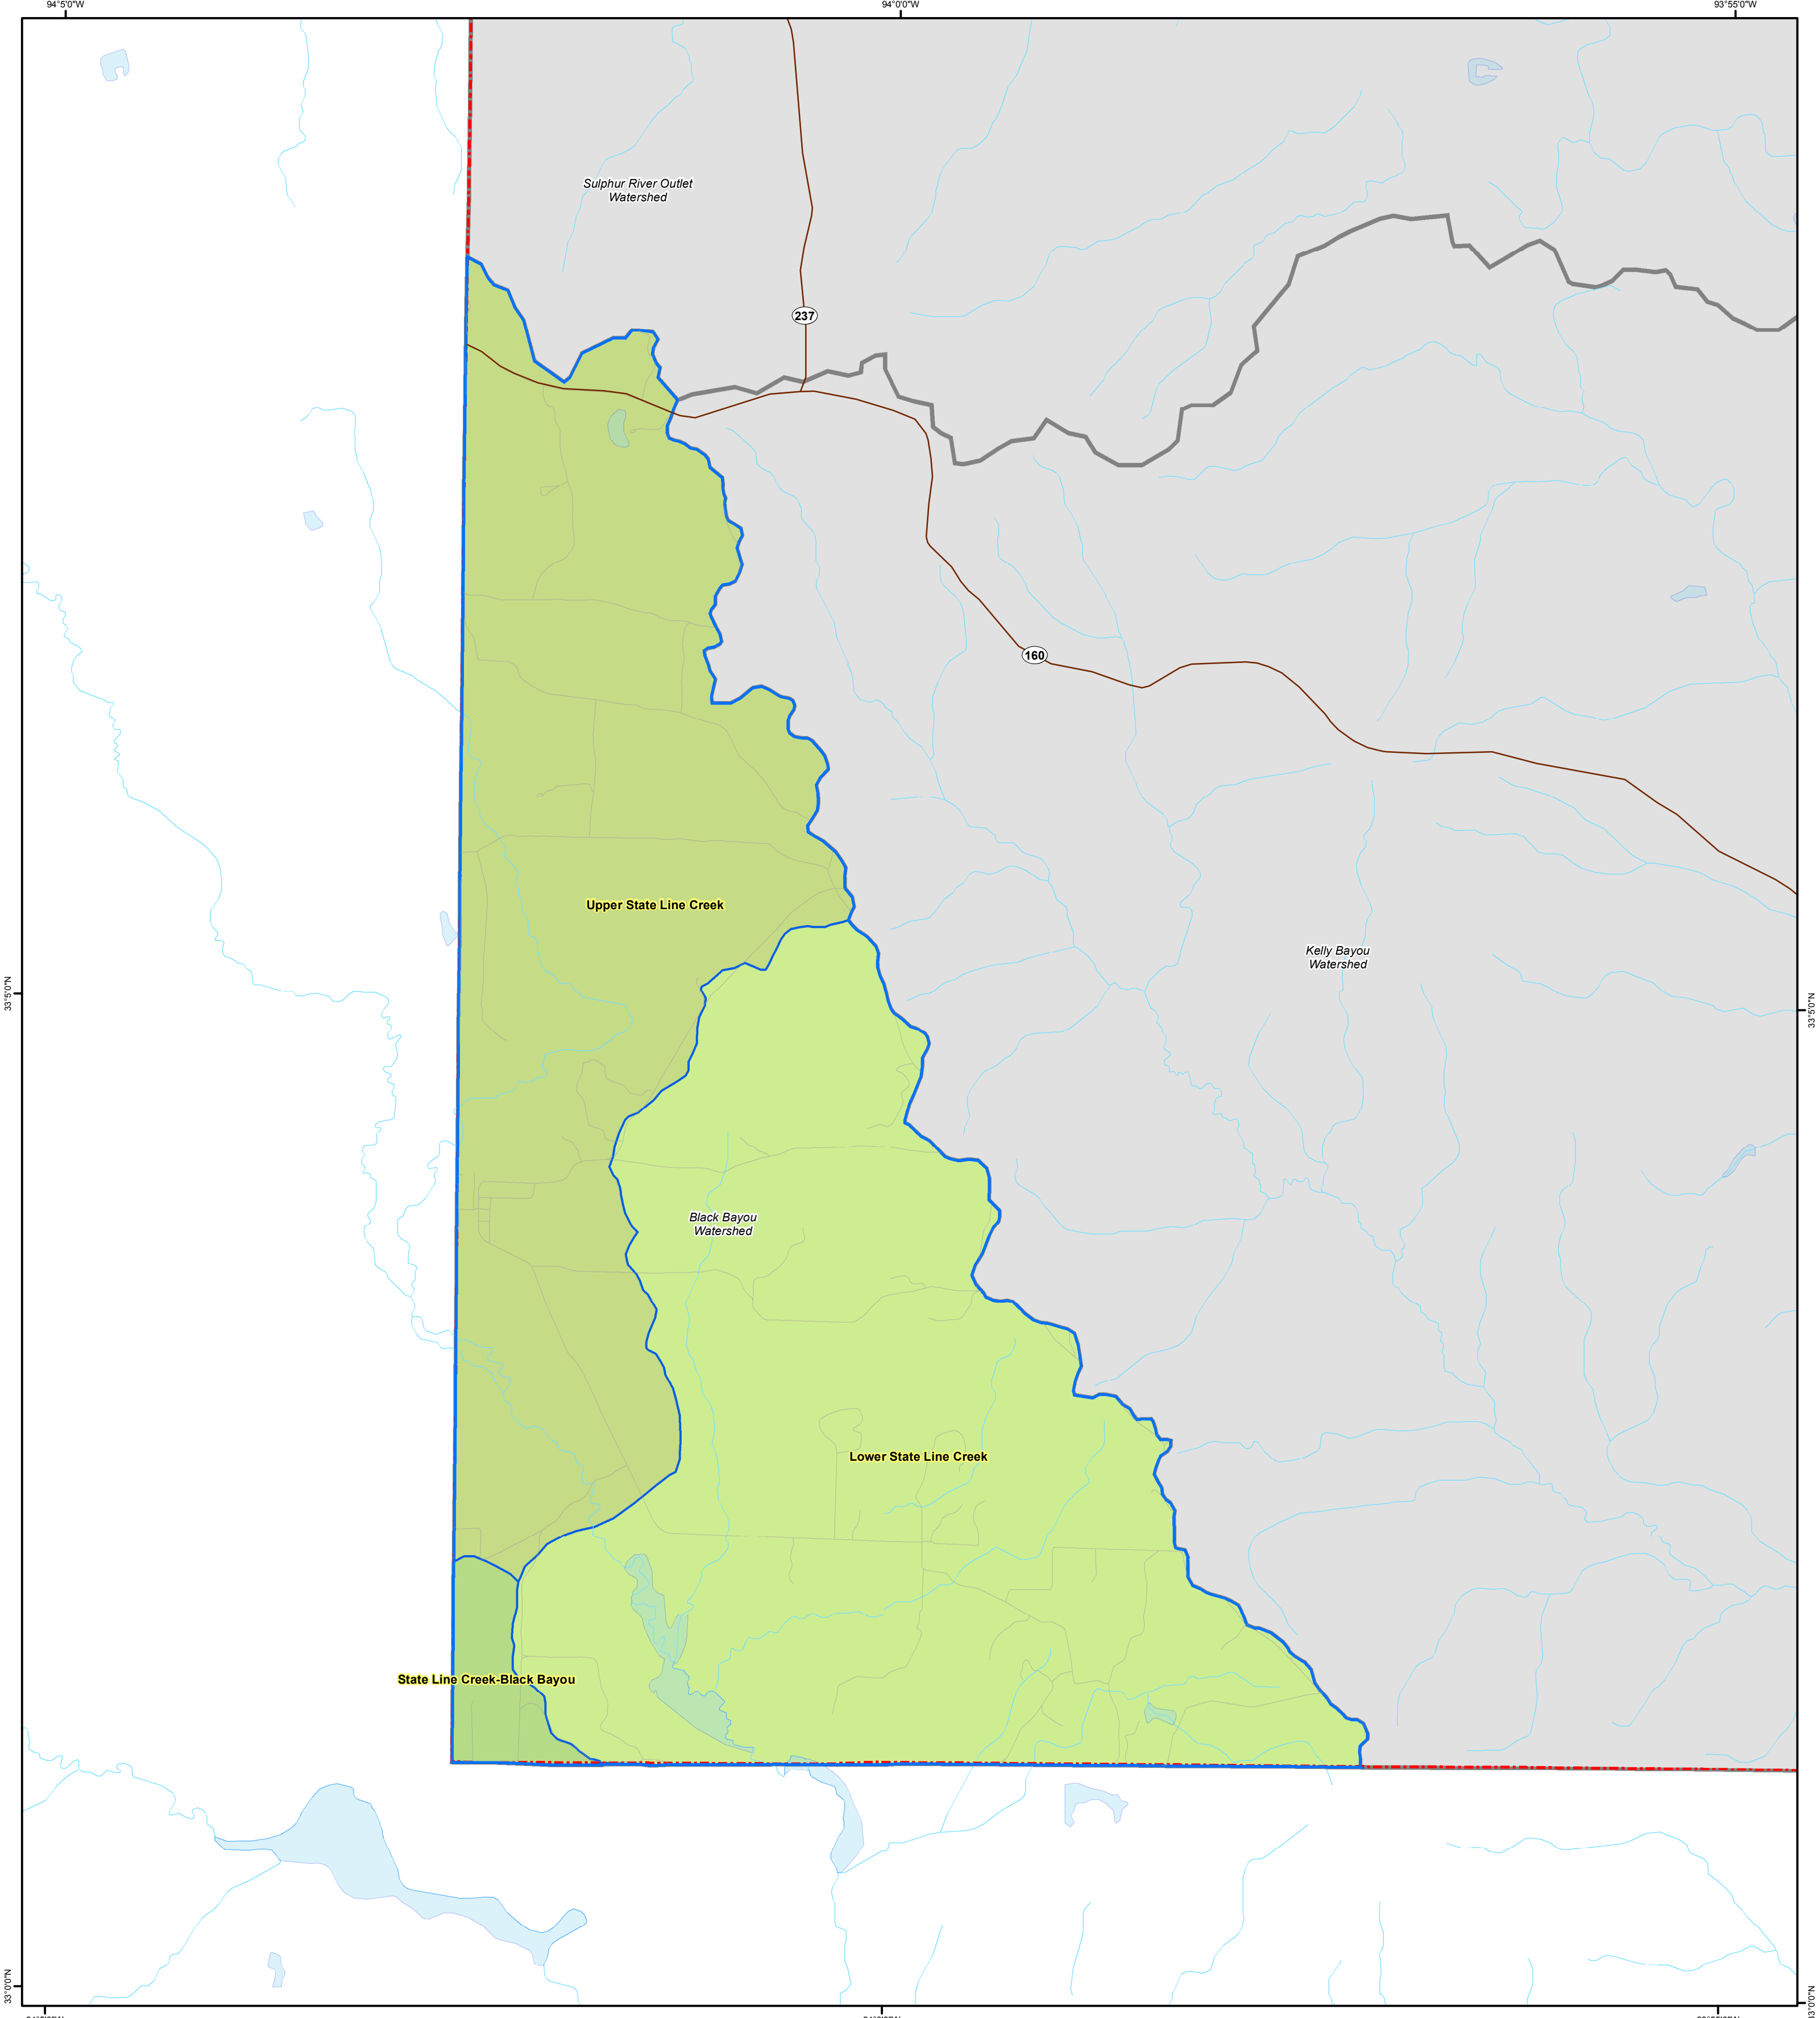 94°5'0"W
94°0'0"W
93°55'0"W
Sulphur River Outlet
Watershed
237
160
Upper State Line Creek
Kelly Bayou
Watershed
33°5'0"N
33°5'0"N
Black Bayou
Watershed
Lower State Line Creek
State Line Creek-Black Bayou
33°0'0"N
33°0'0"N